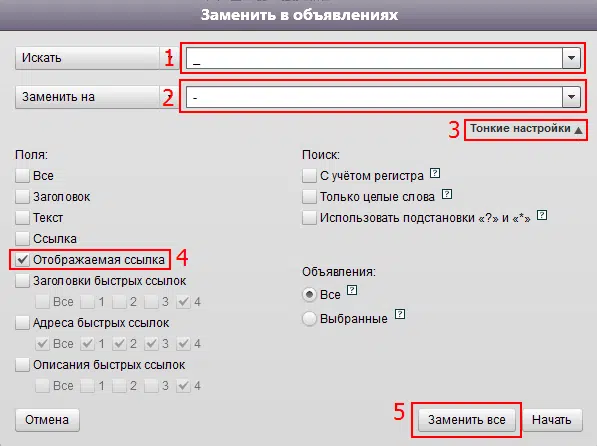 Заменить в объявлениях
Искать 1 _
Заменить на 2 -
3 Тонкие настройки ▲
Поля: Поиск:
Все С учётом регистра ?
Заголовок Только целые слова ?
Текст Использовать подстановки «?» и «*» ?
Ссылка
Отображаемая ссылка 4
Заголовки быстрых ссылок Объявления:
Все 1 2 3 4 Все ?
Адреса быстрых ссылок Выбранные ?
Все 1 2 3 4
Описания быстрых ссылок
Все 1 2 3 4
Отмена 5 Заменить все Начать